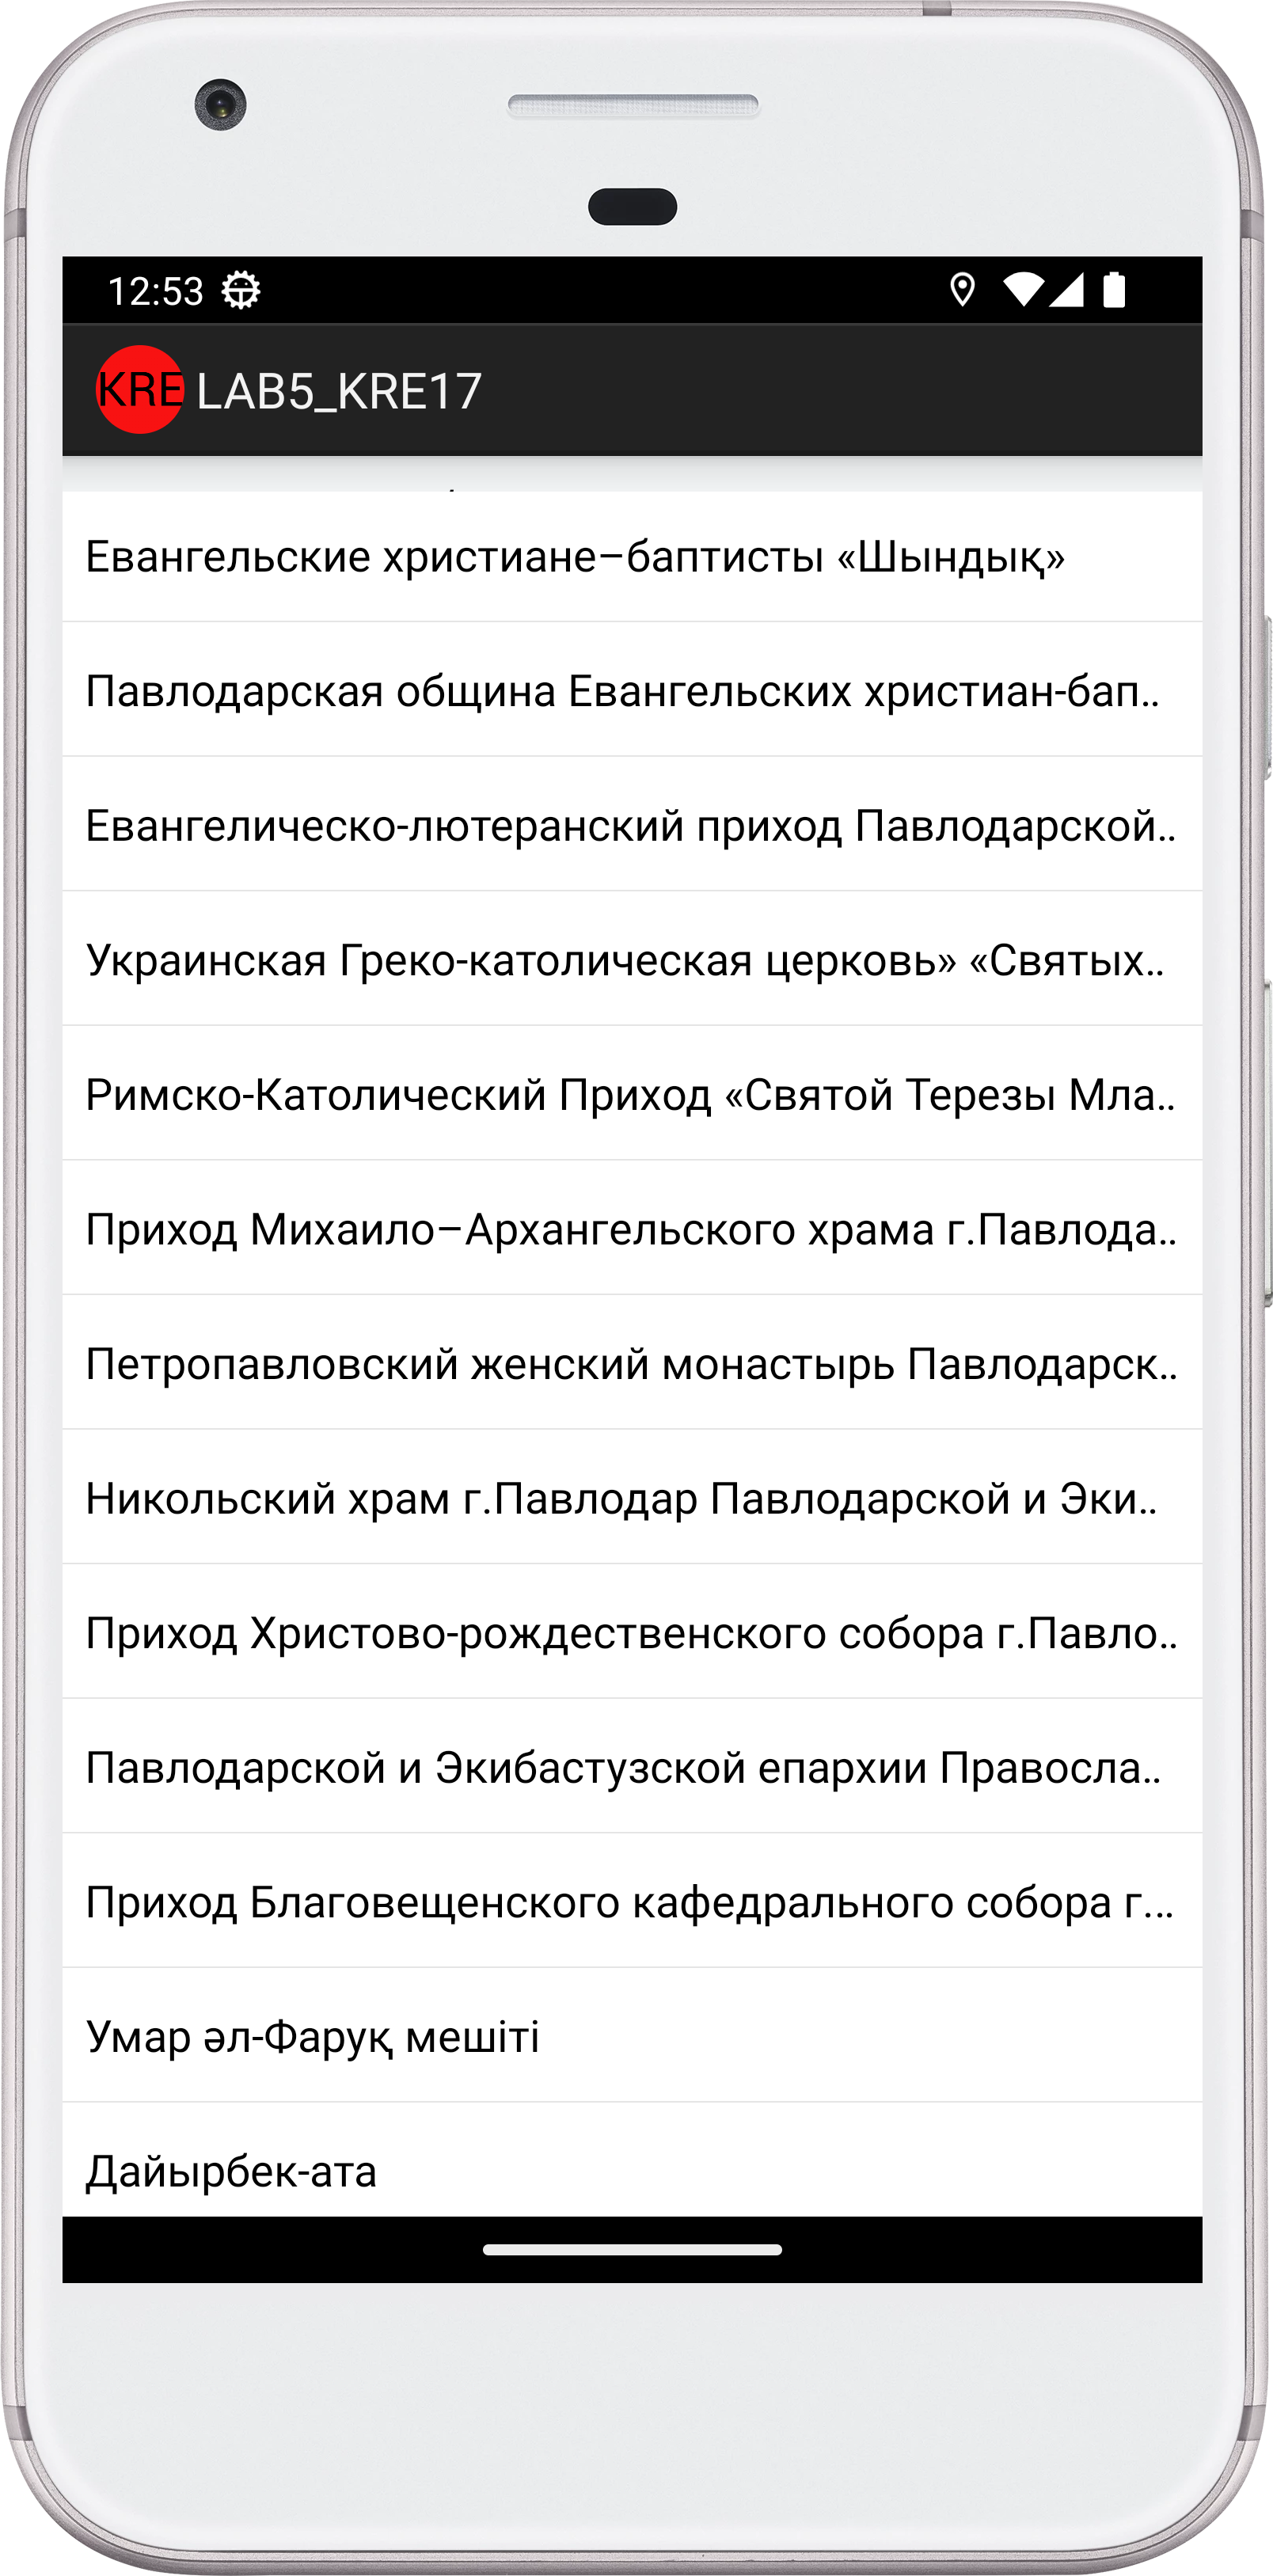 12:53
KRE LAB5_KRE17
Евангельские христиане–баптисты «Шындық»
Павлодарская община Евангельских христиан-бап..
Евангелическо-лютеранский приход Павлодарской..
Украинская Греко-католическая церковь» «Святых..
Римско-Католический Приход «Святой Терезы Мла..
Приход Михаило–Архангельского храма г.Павлода..
Петропавловский женский монастырь Павлодарск..
Никольский храм г.Павлодар Павлодарской и Эки..
Приход Христово-рождественского собора г.Павло..
Павлодарской и Экибастузской епархии Правосла..
Приход Благовещенского кафедрального собора г...
Умар әл-Фаруқ мешіті
Дайырбек-ата